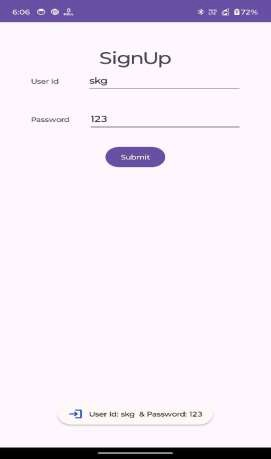 6:06 72%
SignUp
User Id skg
Password 123
Submit
User Id: skg & Password: 123